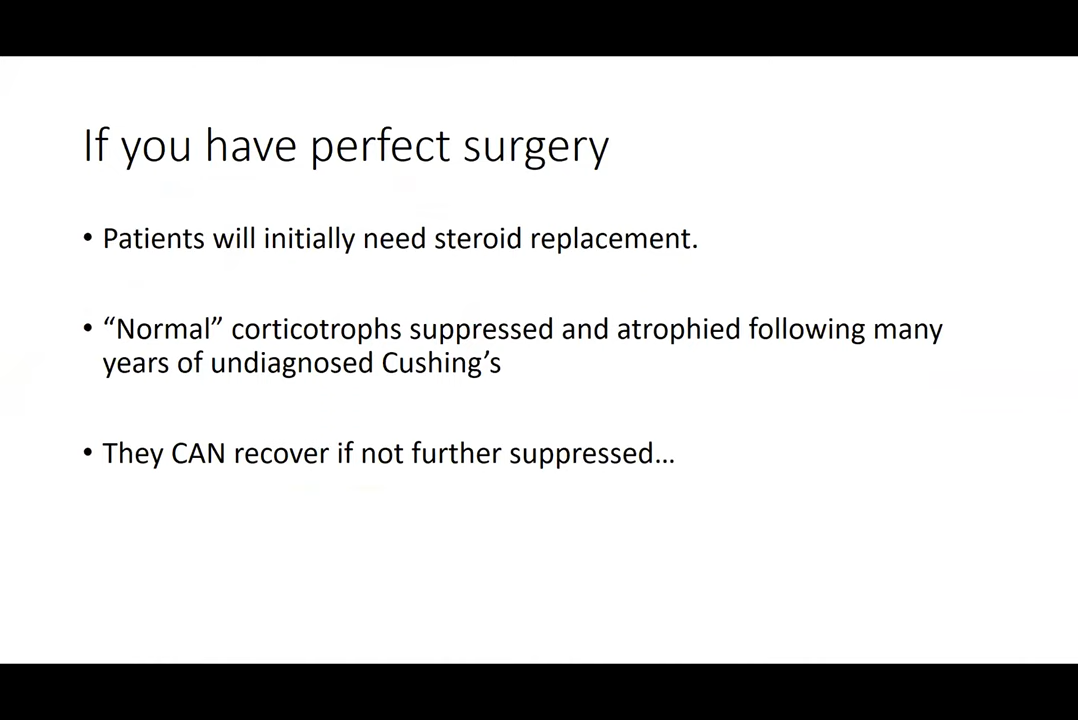 If you have perfect surgery
• Patients will initially need steroid replacement.
• “Normal” corticotrophs suppressed and atrophied following many
years of undiagnosed Cushing’s
• They CAN recover if not further suppressed…